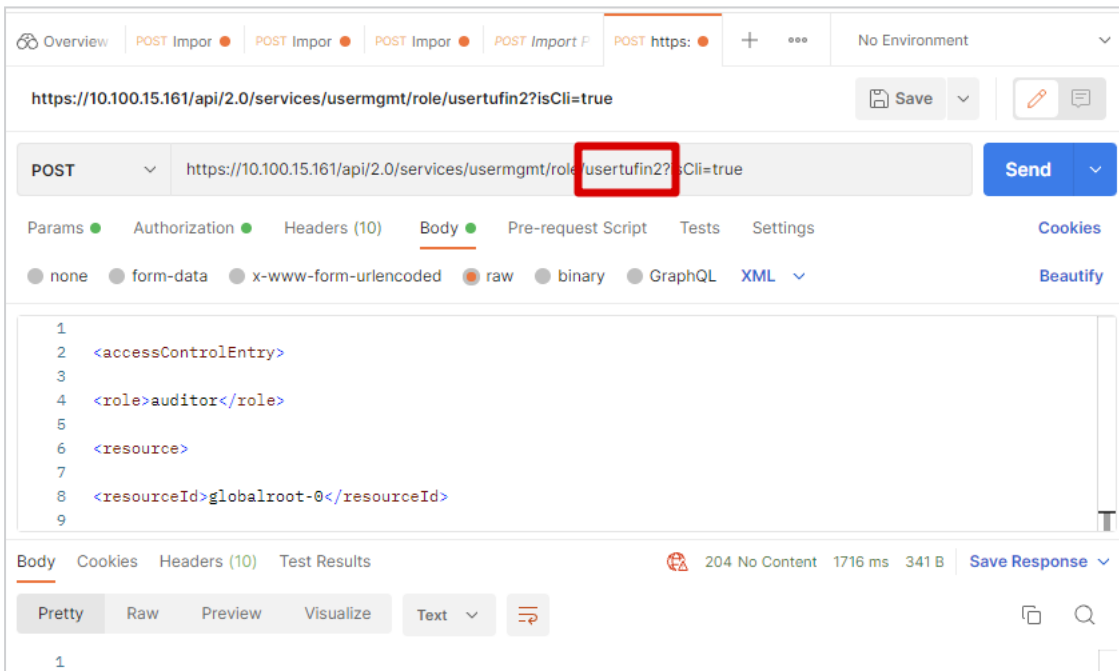 Overview POST Impor POST Impor POST Impor POST Import P POST https: No Environment
https://10.100.15.161/api/2.0/services/usermgmt/role/usertufin2?isCli=true Save
POST https://10.100.15.161/api/2.0/services/usermgmt/role/usertufin2?isCli=true Send
Params Authorization Headers (10) Body Pre-request Script Tests Settings Cookies
none form-data x-www-form-urlencoded raw binary GraphQL XML Beautify
1
2 <accessControlEntry>
3
4 <role>auditor</role>
5
6 <resource>
7
8 <resourceId>globalroot-0</resourceId>
9
Body Cookies Headers (10) Test Results 204 No Content 1716 ms 341 B Save Response
Pretty Raw Preview Visualize Text
1